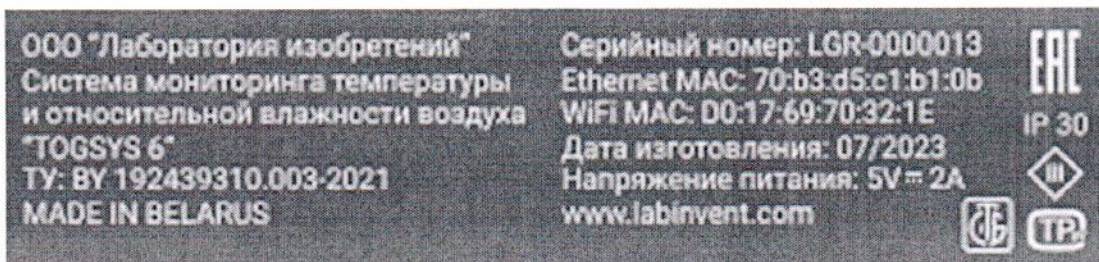 ООО "Лаборатория изобретений"
Система мониторинга температуры
и относительной влажности воздуха
"TOGSYS 6"
ТУ: BY 192439310.003-2021
MADE IN BELARUS
Серийный номер: LGR-0000013
Ethernet MAC: 70:b3:d5:c1:b1:0b
WiFi MAC: D0:17:69:70:32:1E
Дата изготовления: 07/2023
Напряжение питания: 5V⎓2A
www.labinvent.com
EAC
IP 30
III
СТБ
TP